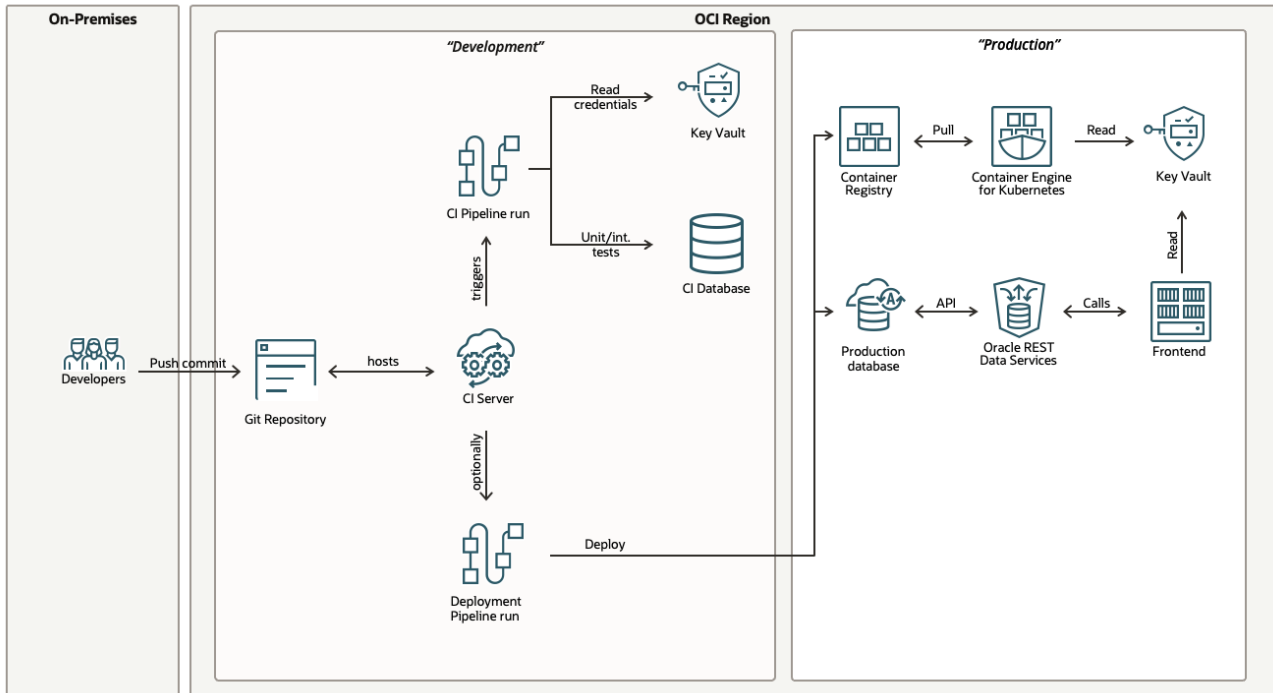 On-Premises
OCI Region
“Development”
“Production”
Read
credentials
Key Vault
CI Pipeline run
Unit/int.
tests
CI Database
triggers
Developers
Push commit
Git Repository
hosts
CI Server
optionally
Deployment
Pipeline run
Deploy
Container
Registry
Pull
Container Engine
for Kubernetes
Read
Key Vault
Read
Production
database
API
Oracle REST
Data Services
Calls
Frontend
A